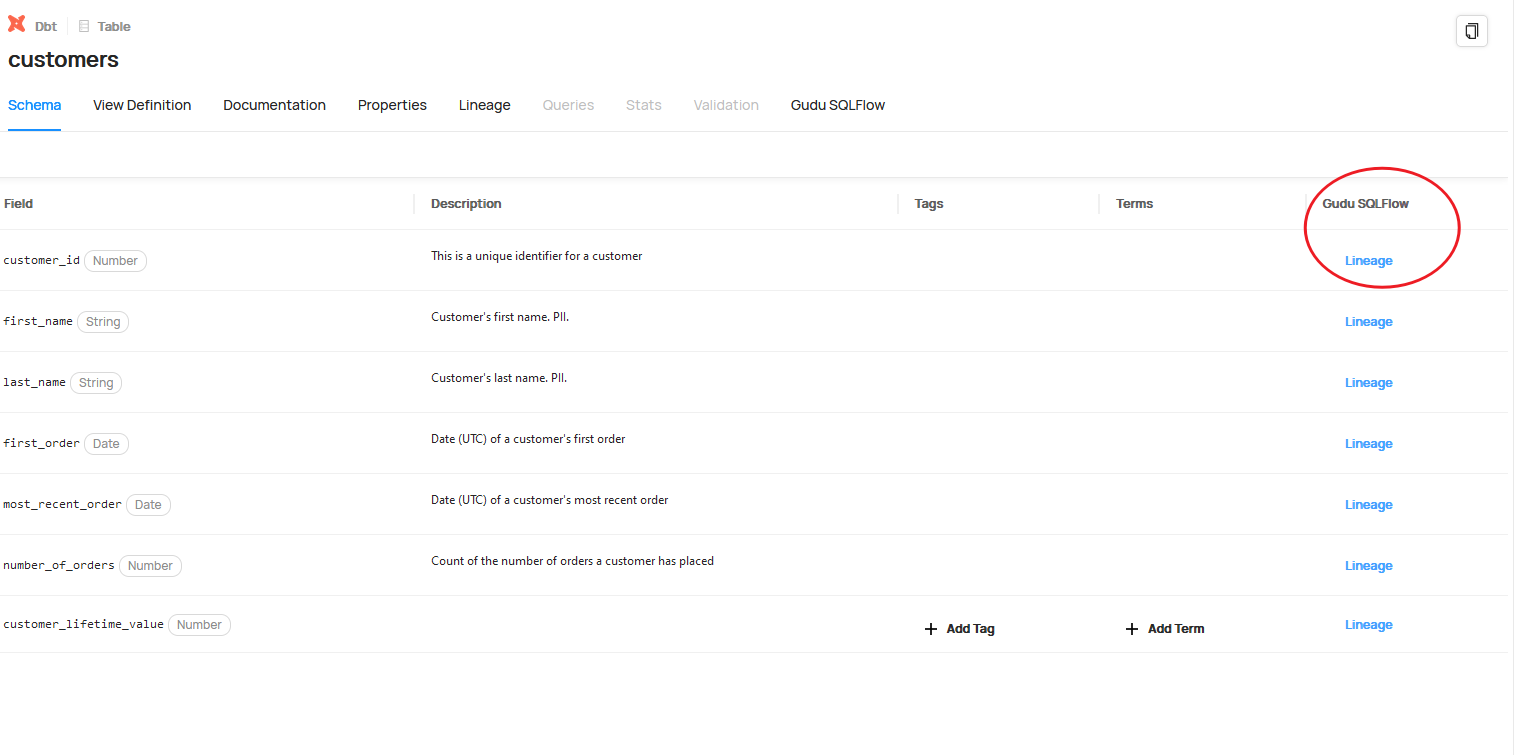 Dbt Table
customers
Schema View Definition Documentation Properties Lineage Queries Stats Validation Gudu SQLFlow
Field Description Tags Terms Gudu SQLFlow
customer_id Number This is a unique identifier for a customer Lineage
first_name String Customer's first name. PII. Lineage
last_name String Customer's last name. PII. Lineage
first_order Date Date (UTC) of a customer's first order Lineage
most_recent_order Date Date (UTC) of a customer's most recent order Lineage
number_of_orders Number Count of the number of orders a customer has placed Lineage
customer_lifetime_value Number + Add Tag + Add Term Lineage